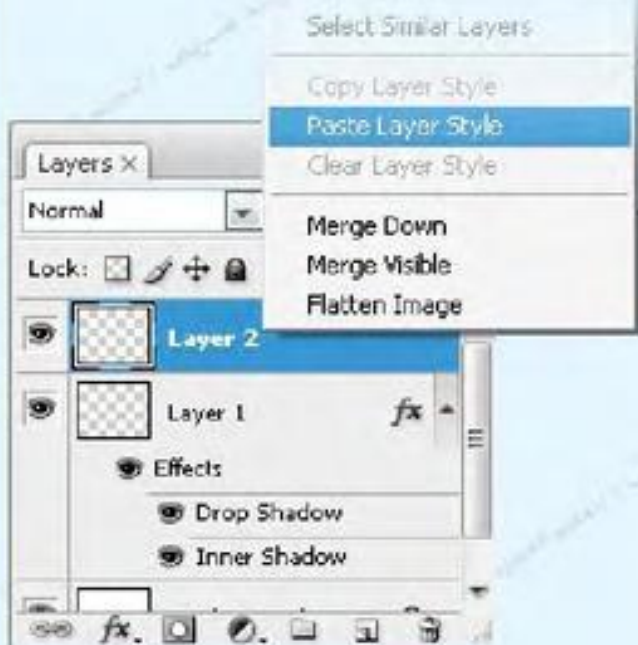 Select Similar Layers
Copy Layer Style
Paste Layer Style
Clear Layer Style
Merge Down
Merge Visible
Flatten Image
Layers ×
Normal
Lock:
Layer 2
Layer 1
fx
Effects
Drop Shadow
Inner Shadow
fx.